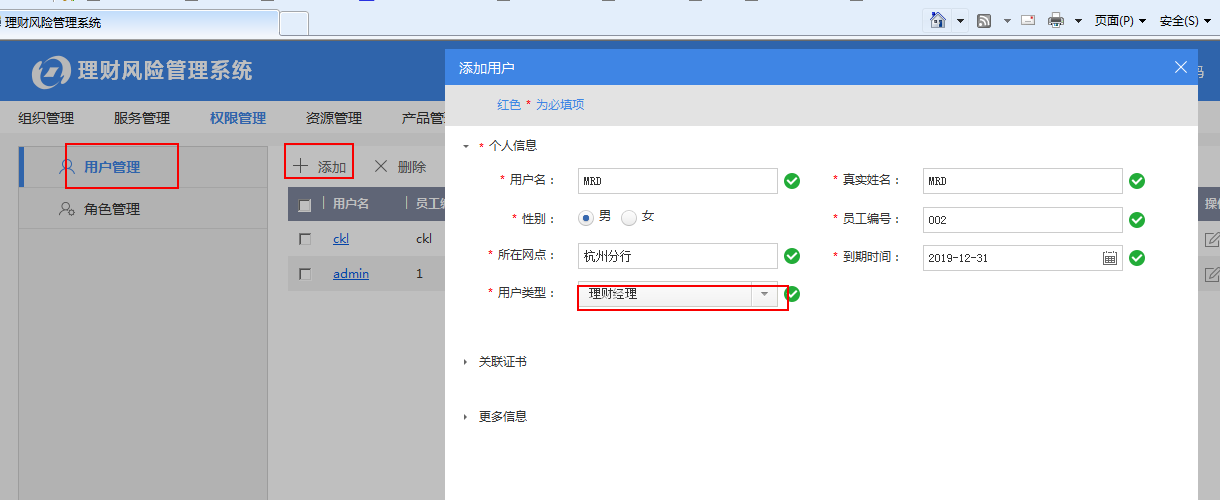 理财风险管理系统
页面(P)
安全(S)
理财风险管理系统
添加用户
码
红色 * 为必填项
组织管理
服务管理
权限管理
资源管理
产品管
用户管理
角色管理
添加
删除
用户名
员工编
操作
ckl
ckl
admin
1
* 个人信息
* 用户名：
MRD
* 真实姓名：
MRD
* 性别：
男
女
* 员工编号：
002
* 所在网点：
杭州分行
* 到期时间：
2019-12-31
* 用户类型：
理财经理
关联证书
更多信息